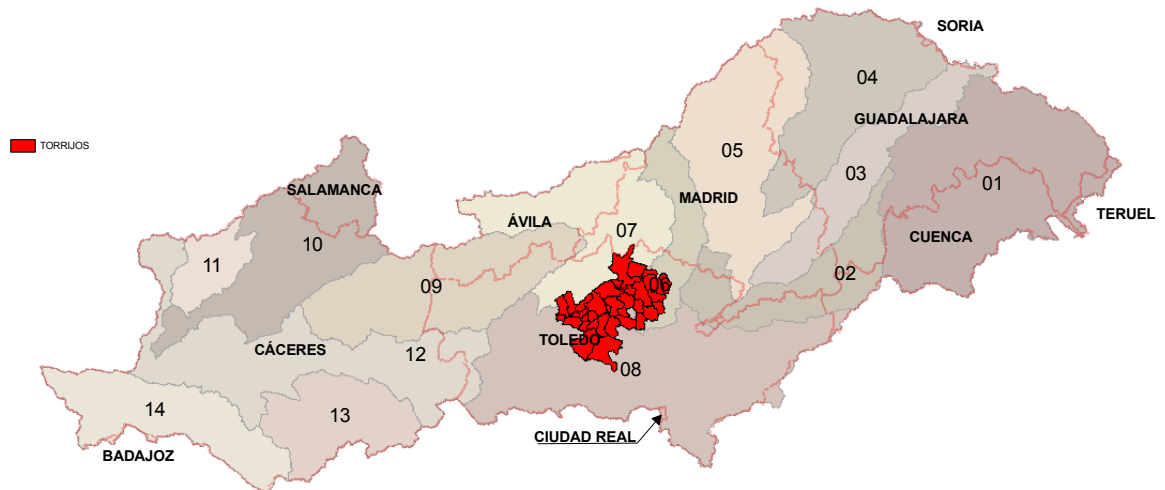 SORIA
04
GUADALAJARA
TORRIJOS
05
03
SALAMANCA
MADRID
01
ÁVILA
TERUEL
07
CUENCA
10
11
02
09
06
TOLEDO
CÁCERES
12
08
14
13
CIUDAD REAL
BADAJOZ